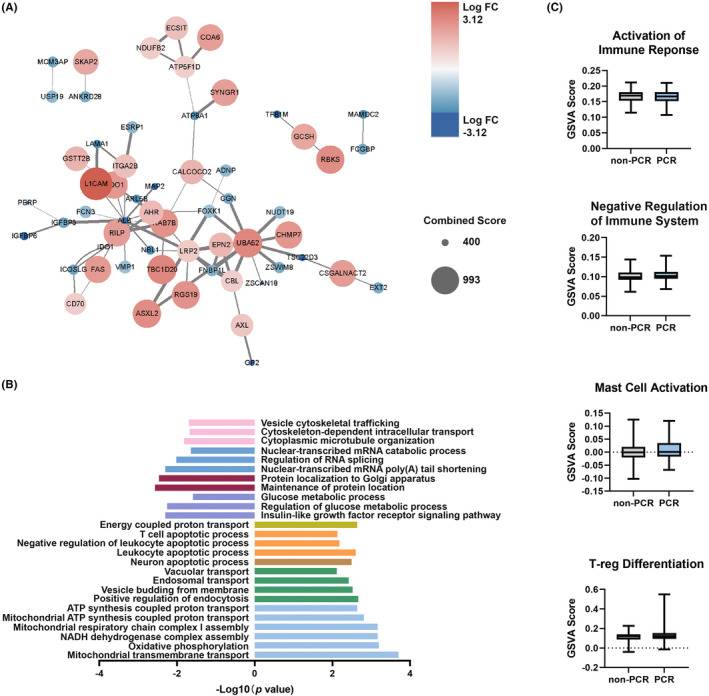 (A)
Log FC
3.12
Log FC
-3.12
Combined Score
400
993
ECSIT
COA6
NDUFB2
ATP5F1D
MCM3AP
SKAP2
USP19
ANKRD28
SYNGR1
ATP8A1
TFB1M
MAMDC2
GCSH
FCGBP
RBKS
ESRP1
LAMA1
GSTT2B
ITGA2B
CALCOCO2
ADNP
L1CAM
IDO1
MAP2
ARL5B
CGN
FCN3
AHR
FOXK1
NUDT19
IGFBP5
ALB
RAB7B
IGFBP6
RILP
CHMP7
NBL1
LRP2
EPN2
UBA52
ICOSLG
FAS
VMP1
TBC1D20
FNBP1L
ZSWIM8
TSC22D3
CSGALNACT2
CBL
ZSCAN18
EXT2
CD70
RGS19
ASXL2
AXL
(B)
Vesicle cytoskeletal trafficking
Cytoskeleton-dependent intracellular transport
Cytoplasmic microtubule organization
Nuclear-transcribed mRNA catabolic process
Regulation of RNA splicing
Nuclear-transcribed mRNA poly(A) tail shortening
Protein localization to Golgi apparatus
Maintenance of protein location
Glucose metabolic process
Regulation of glucose metabolic process
Insulin-like growth factor receptor signaling pathway
Energy coupled proton transport
T cell apoptotic process
Negative regulation of leukocyte apoptotic process
Leukocyte apoptotic process
Neuron apoptotic process
Vacuolar transport
Endosomal transport
Vesicle budding from membrane
Positive regulation of endocytosis
ATP synthesis coupled proton transport
Mitochondrial ATP synthesis coupled proton transport
Mitochondrial respiratory chain complex I assembly
NADH dehydrogenase complex assembly
Oxidative phosphorylation
Mitochondrial transmembrane transport
-4 -2 0 2 4
-Log10(p value)
(C)
Activation of
Immune Reponse
GSVA Score
0.25
0.20
0.15
0.10
0.05
0.00
non-PCR PCR
Negative Regulation
of Immune System
GSVA Score
0.20
0.15
0.10
0.05
0.00
non-PCR PCR
Mast Cell Activation
GSVA Score
0.15
0.10
0.05
0.00
-0.05
-0.10
-0.15
non-PCR PCR
T-reg Differentiation
GSVA Score
0.6
0.4
0.2
0.0
-0.2
non-PCR PCR